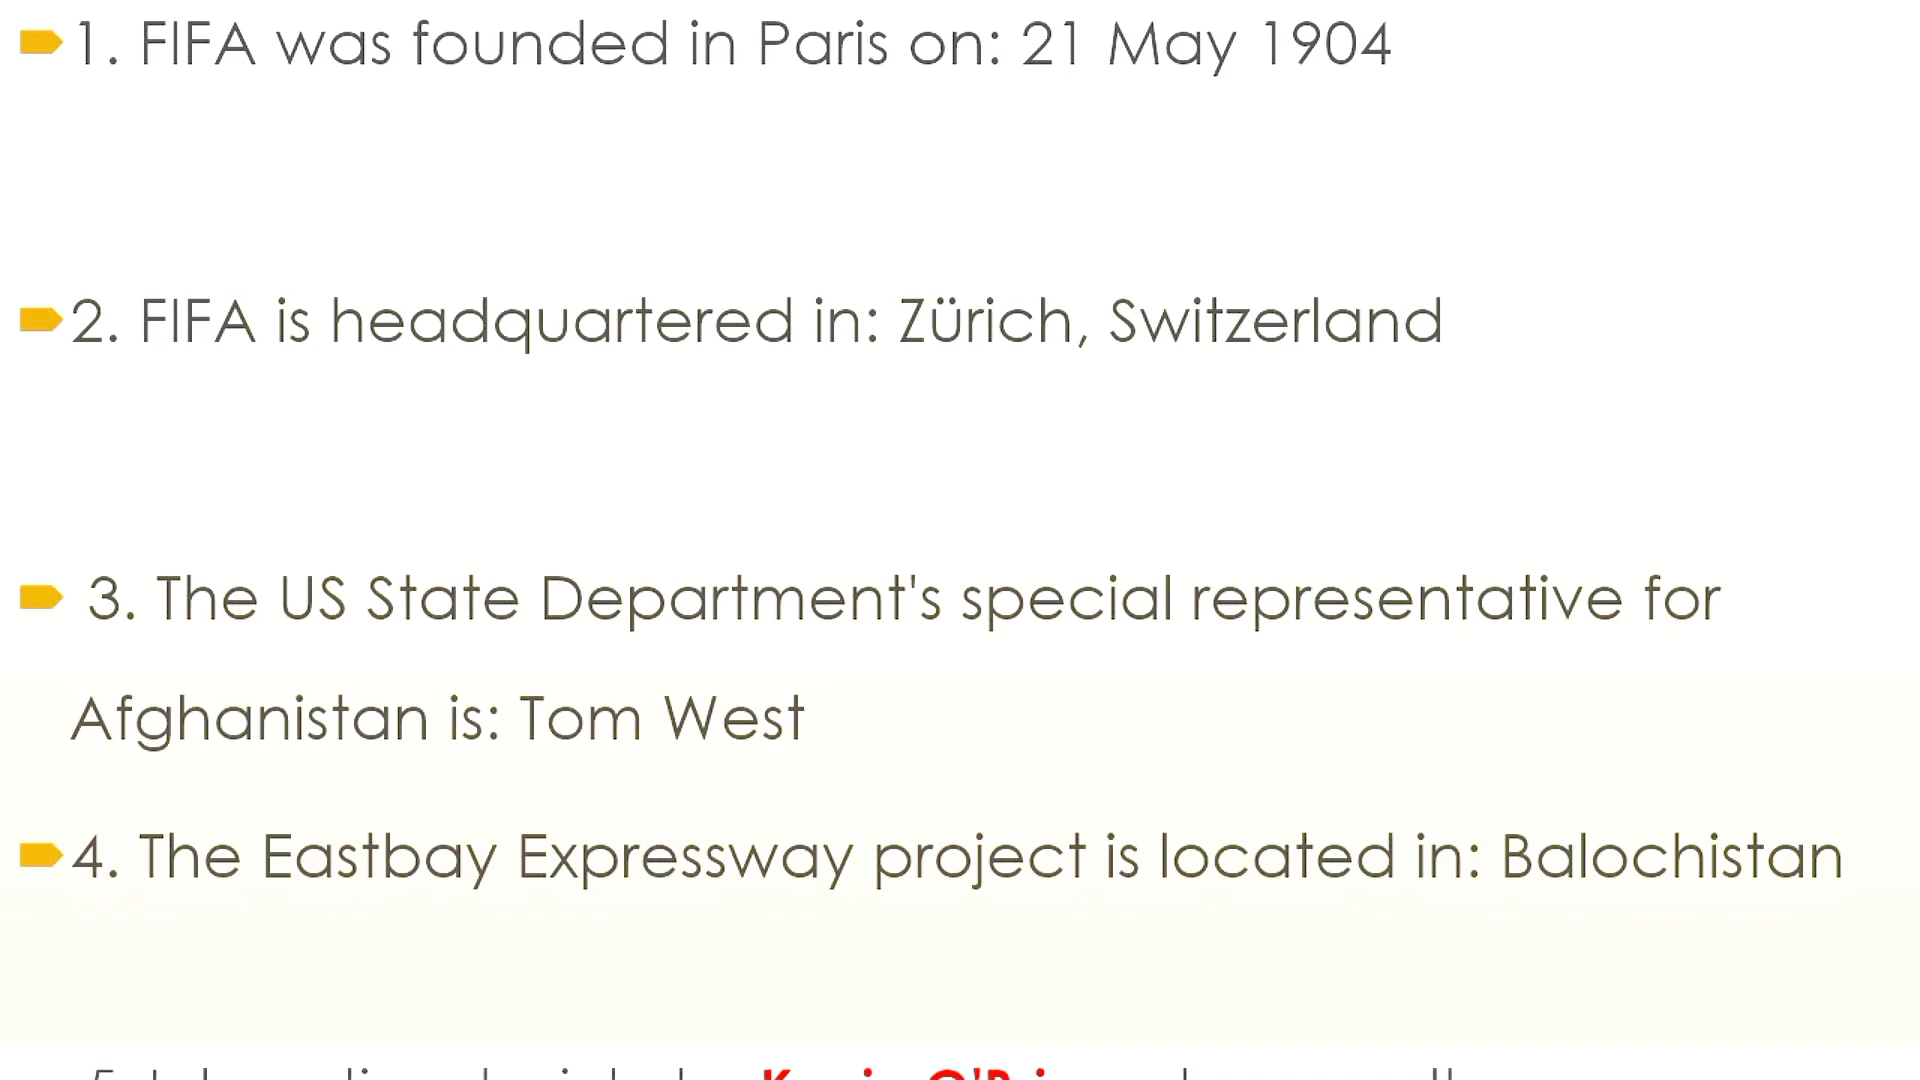 1. FIFA was founded in Paris on: 21 May 1904
2. FIFA is headquartered in: Zürich, Switzerland
3. The US State Department's special representative for
Afghanistan is: Tom West
4. The Eastbay Expressway project is located in: Balochistan